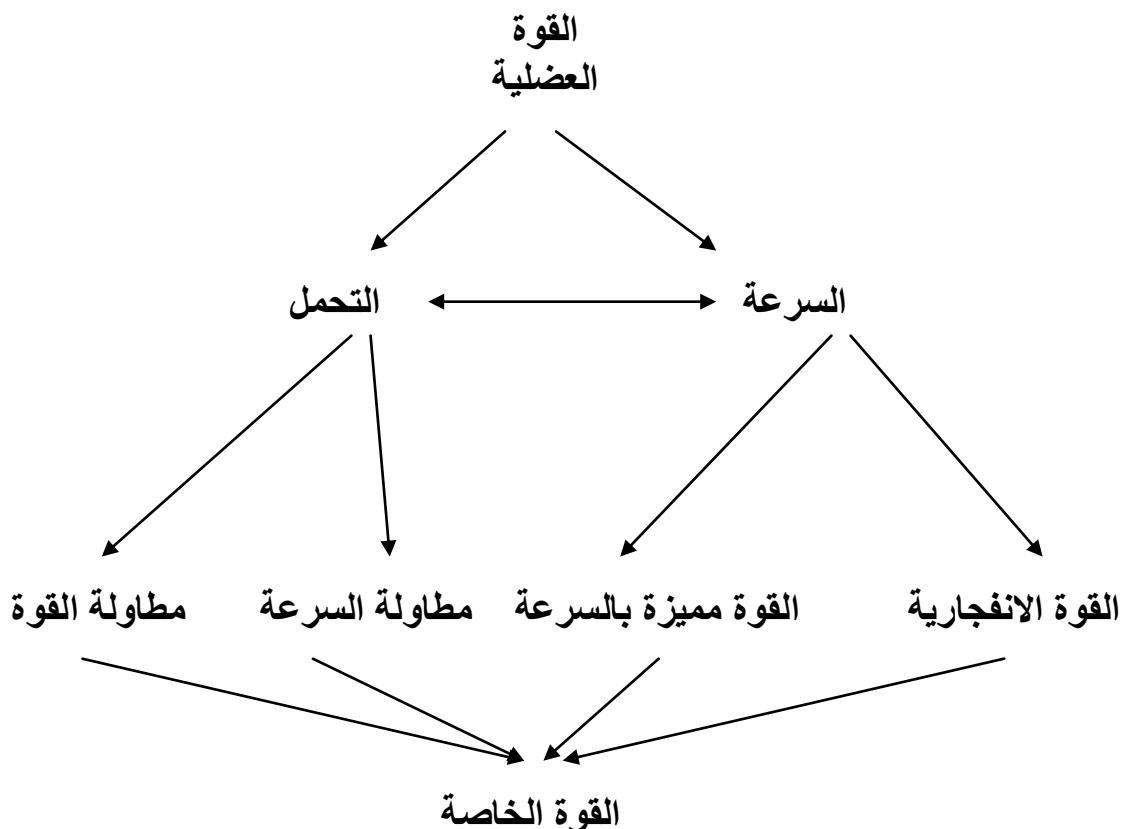 القوة
العضلية
السرعة
التحمل
القوة الانفجارية
القوة مميزة بالسرعة
مطاولة السرعة
مطاولة القوة
القوة الخاصة